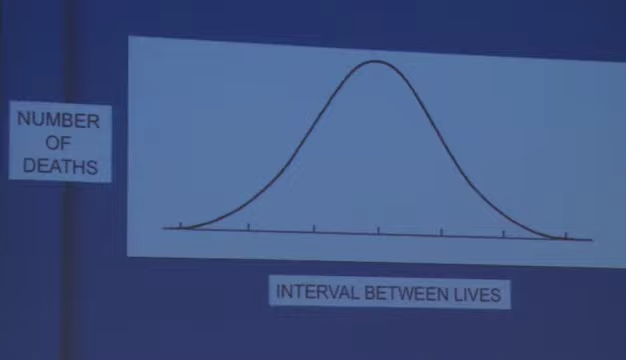 NUMBER
OF
DEATHS
INTERVAL BETWEEN LIVES